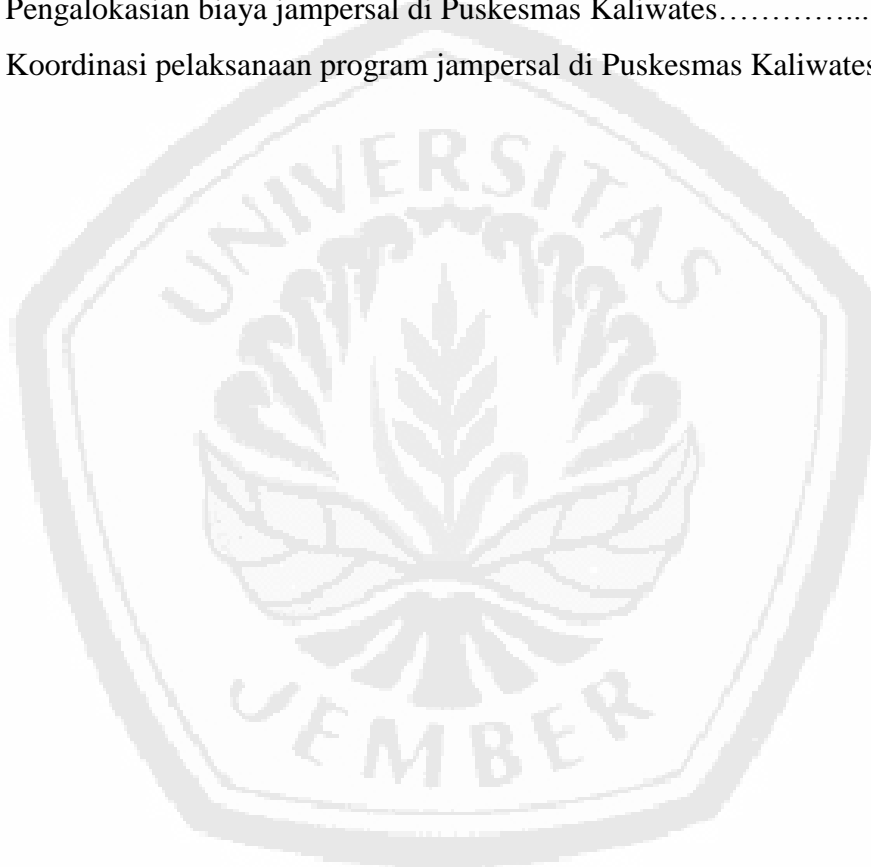 Pengalokasian biaya jampersal di Puskesmas Kaliwates…………...
Koordinasi pelaksanaan program jampersal di Puskesmas Kaliwates
UNIVERSITAS
JEMBER